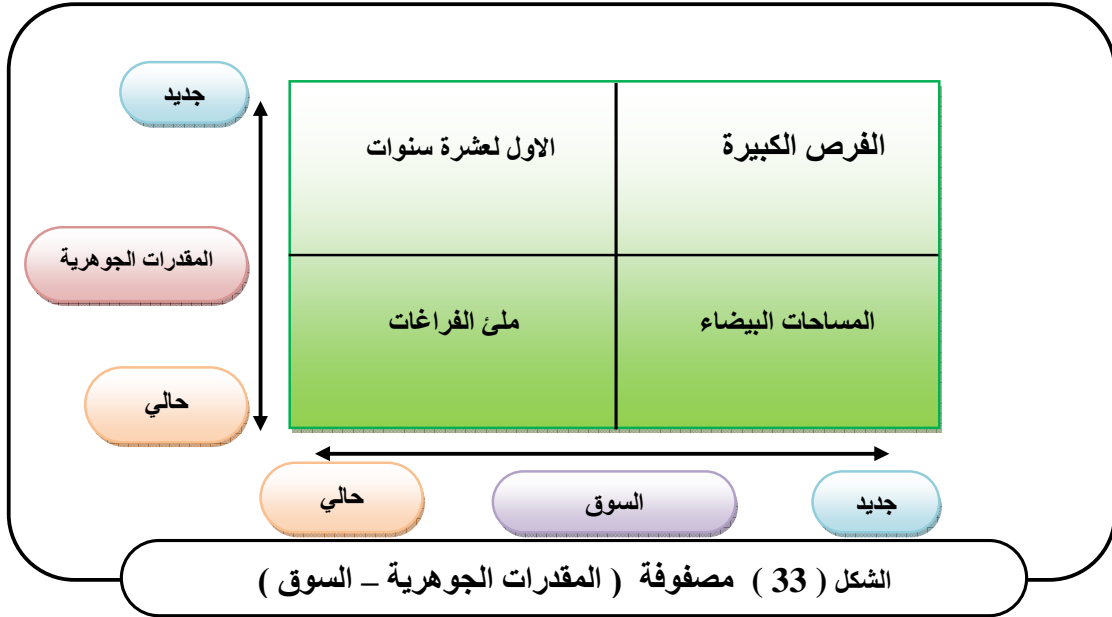 جديد
الفرص الكبيرة
الاول لعشرة سنوات
المقدرات الجوهرية
المساحات البيضاء
ملئ الفراغات
حالي
جديد
السوق
حالي
الشكل ( 33 ) مصفوفة ( المقدرات الجوهرية – السوق )